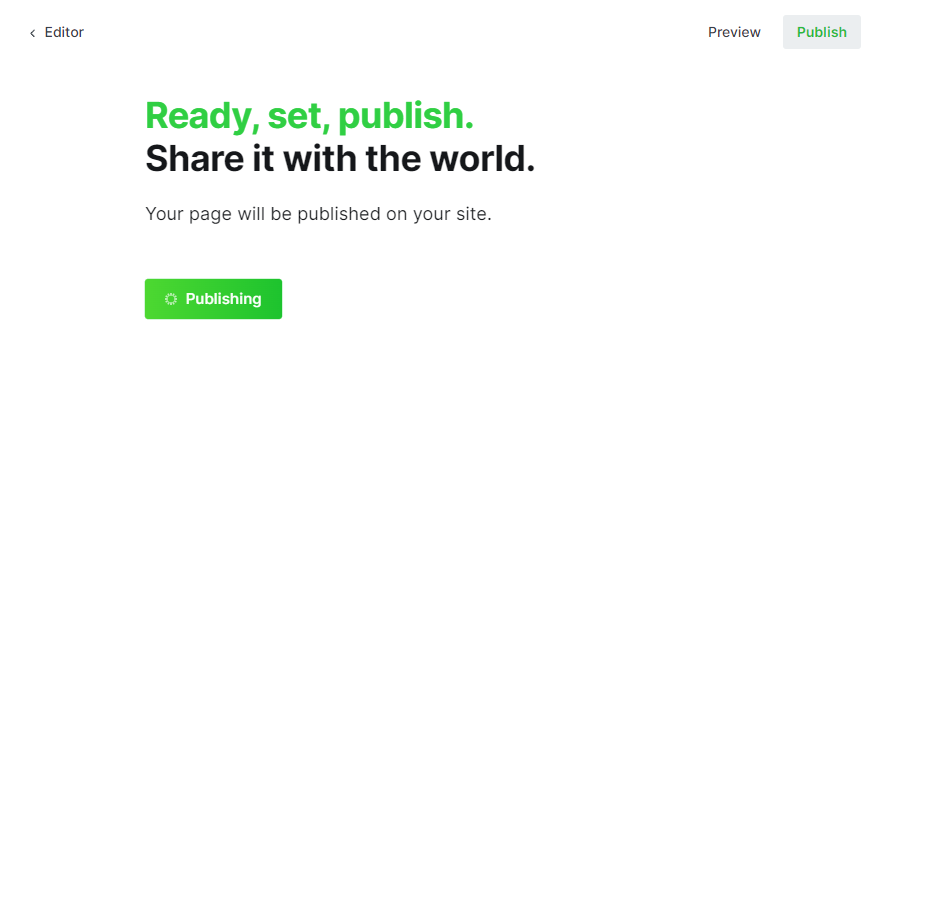 Editor
Preview
Publish
Ready, set, publish.
Share it with the world.
Your page will be published on your site.
Publishing